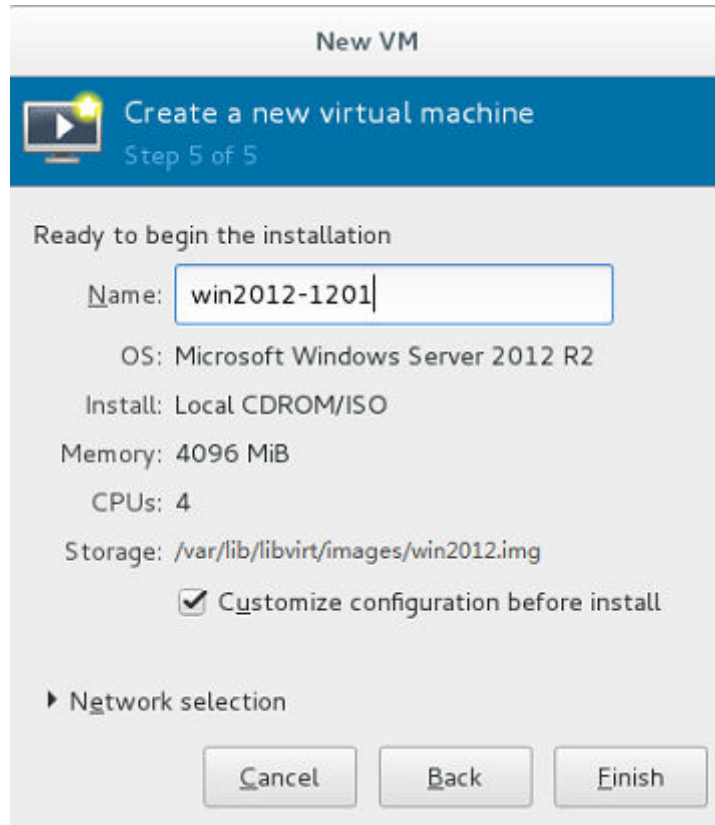 New VM
Create a new virtual machine
Step 5 of 5
Ready to begin the installation
Name: win2012-1201
OS: Microsoft Windows Server 2012 R2
Install: Local CDROM/ISO
Memory: 4096 MiB
CPUs: 4
Storage: /var/lib/libvirt/images/win2012.img
Customize configuration before install
Network selection
Cancel Back Finish